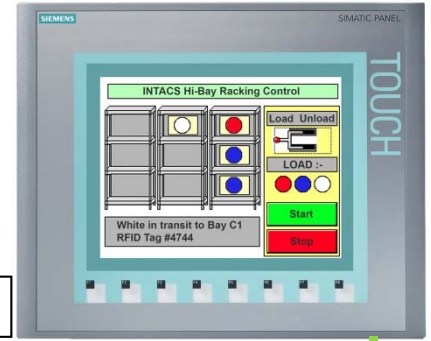 SIEMENS
SIMATIC PANEL
TOUCH
INTACS Hi-Bay Racking Control
Load Unload
LOAD :-
Start
White in transit to Bay C1
RFID Tag #4744
Stop